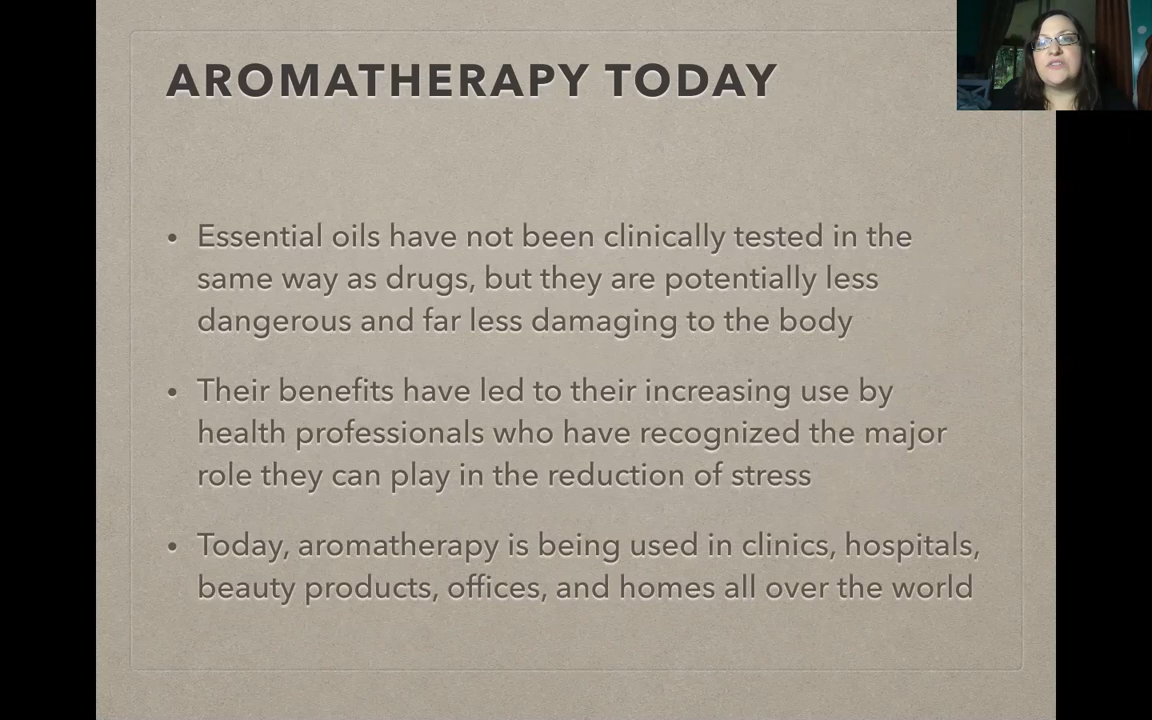 AROMATHERAPY TODAY
• Essential oils have not been clinically tested in the
same way as drugs, but they are potentially less
dangerous and far less damaging to the body
• Their benefits have led to their increasing use by
health professionals who have recognized the major
role they can play in the reduction of stress
• Today, aromatherapy is being used in clinics, hospitals,
beauty products, offices, and homes all over the world